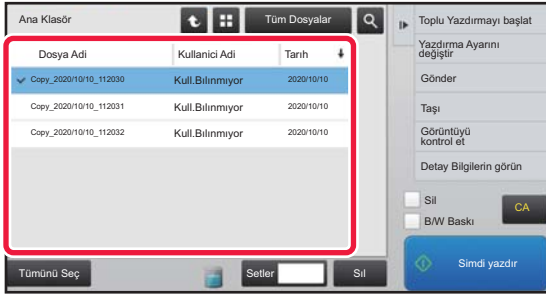 Ana Klasör
Tüm Dosyalar
Dosya Adi
Kullanici Adi
Tarıh
Copy_2020/10/10_112030
Kull.Bılınmıyor
2020/10/10
Copy_2020/10/10_112031
Kull.Bılınmıyor
2020/10/10
Copy_2020/10/10_112032
Kull.Bılınmıyor
2020/10/10
Tümünü Seç
Setler
Sıl
Toplu Yazdırmayı başlat
Yazdırma Ayarını
değiştir
Gönder
Taşı
Görüntüyü
kontrol et
Detay Bilgilerin görün
Sil
B/W Baskı
CA
Simdi yazdır